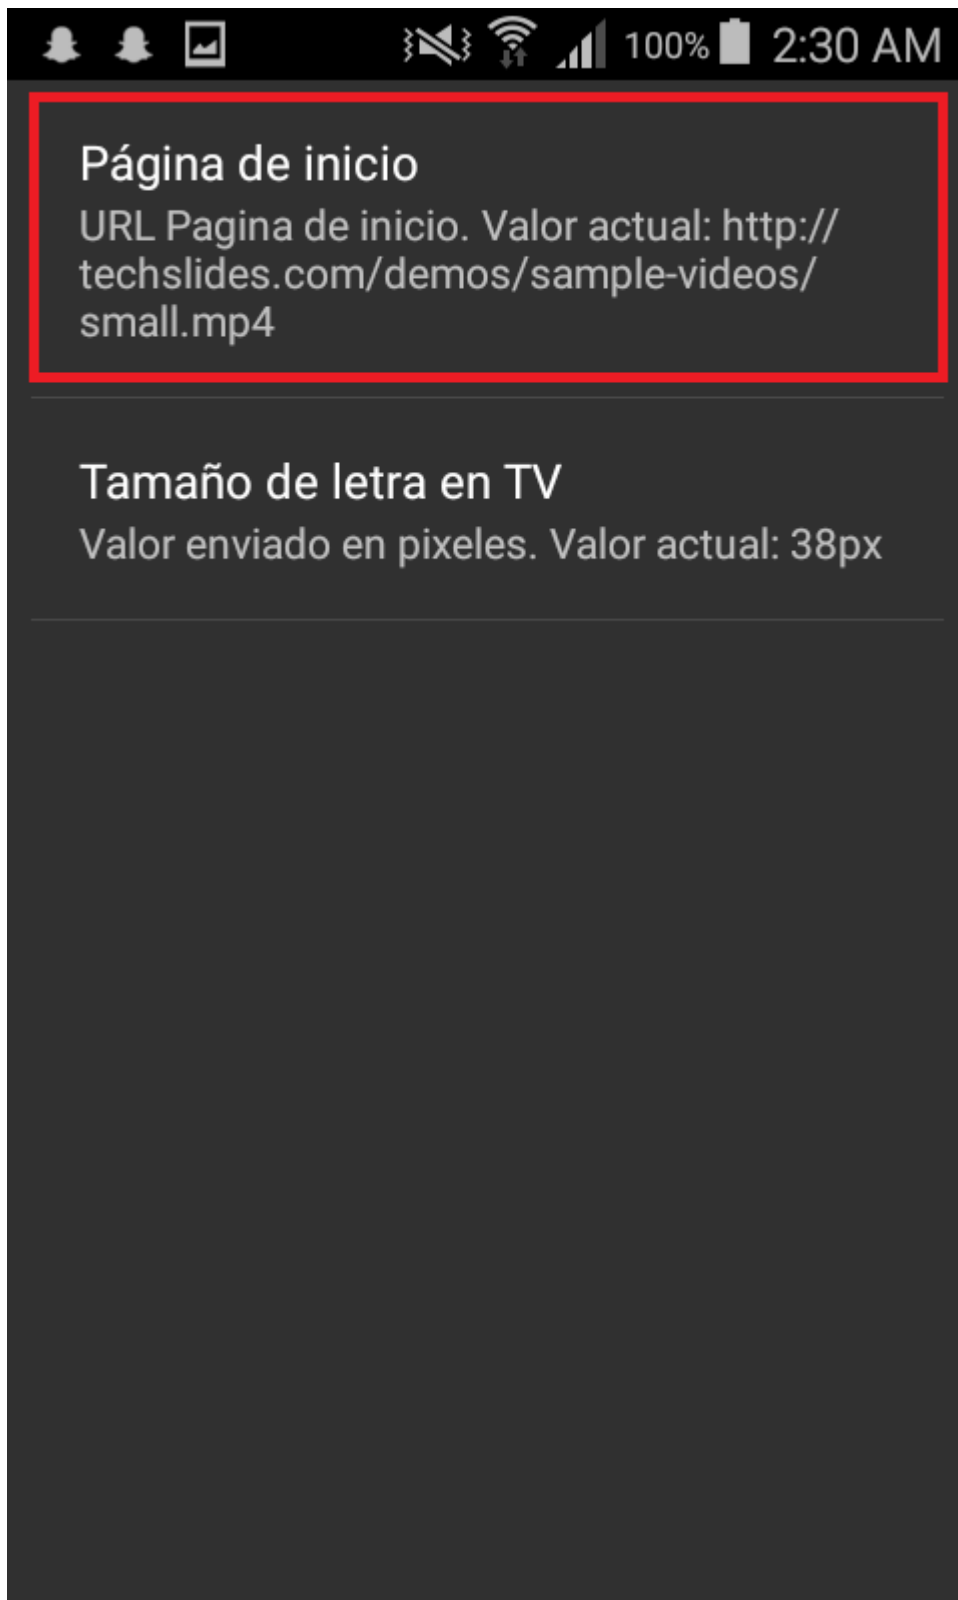 100% 2:30 AM
Página de inicio
URL Pagina de inicio. Valor actual: http://
techslides.com/demos/sample-videos/
small.mp4
Tamaño de letra en TV
Valor enviado en pixeles. Valor actual: 38px